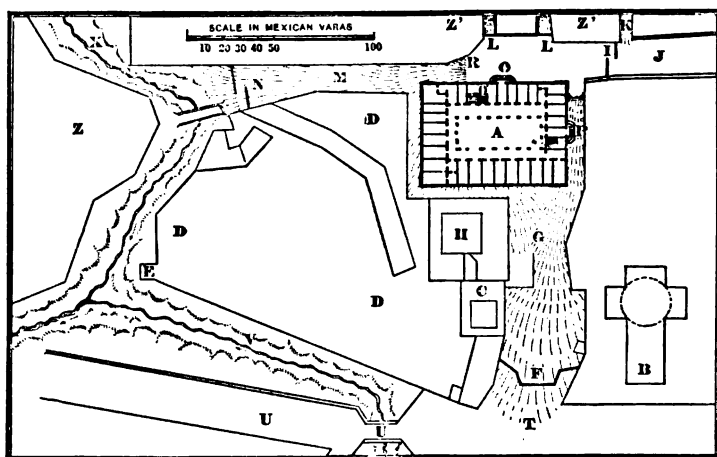 SCALE IN MEXICAN VARAS
10 20 30 40 50 100
Z' Z' K
L L
X R O I J
N M
Z D A
D H G
E D C
B
F
U T
U